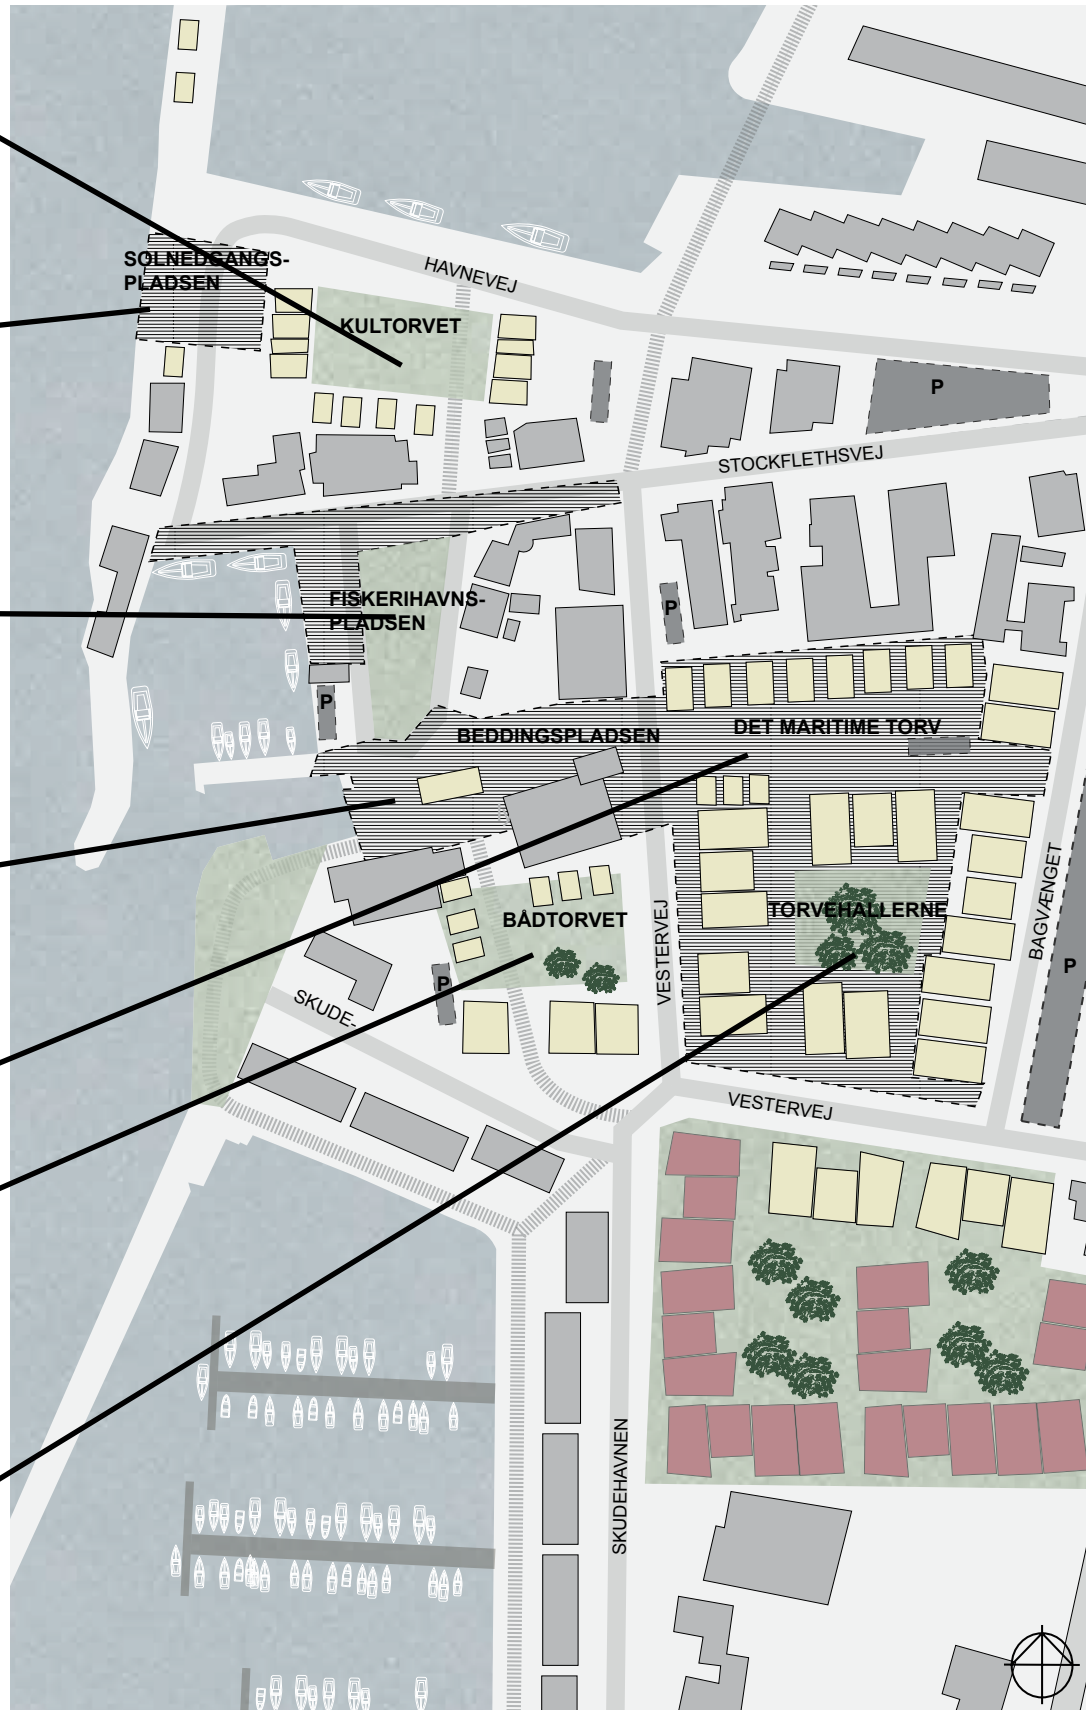 SOLNEDGANGS-
PLADSEN
HAVNEVEJ
KULTORVET
P
STOCKFLETHSVEJ
FISKERIHAVNS-
PLADSEN
P
P
BEDDINGSPLADSEN
DET MARITIME TORV
BÅDTORVET
TORVEHALLERNE
VESTERVEJ
BAGVÆNGET
P
P
SKUDE-
VESTERVEJ
SKUDEHAVNEN